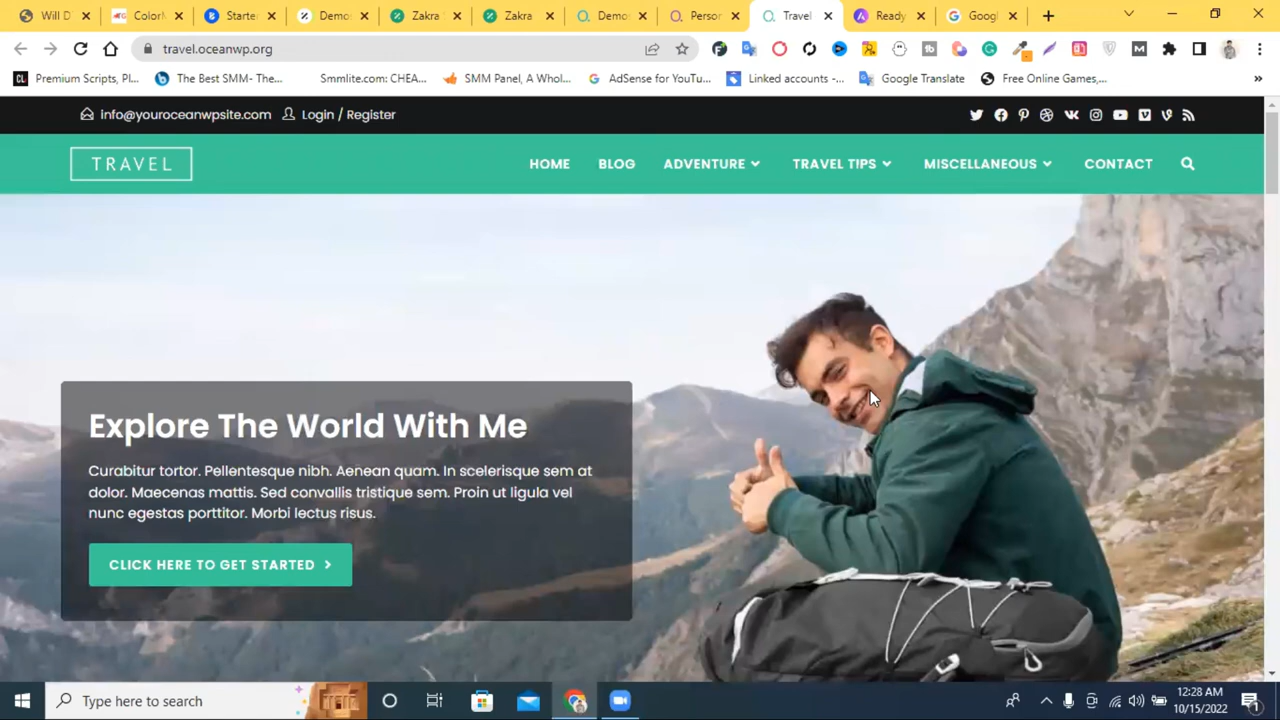 Will D
ColorM
Starte
Demo
Zakra
Zakra
Demo
Person
Travel
Ready
Googl
travel.oceanwp.org
Premium Scripts, Pl...
The Best SMM- The...
Smmlite.com: CHEA...
SMM Panel, A Whol...
AdSense for YouTu...
Linked accounts -...
Google Translate
Free Online Games,...
info@youroceanwpsite.com
Login / Register
TRAVEL
HOME
BLOG
ADVENTURE
TRAVEL TIPS
MISCELLANEOUS
CONTACT
Explore The World With Me
Curabitur tortor. Pellentesque nibh. Aenean quam. In scelerisque sem at
dolor. Maecenas mattis. Sed convallis tristique sem. Proin ut ligula vel
nunc egestas porttitor. Morbi lectus risus.
CLICK HERE TO GET STARTED
Type here to search
12:28 AM
10/15/2022